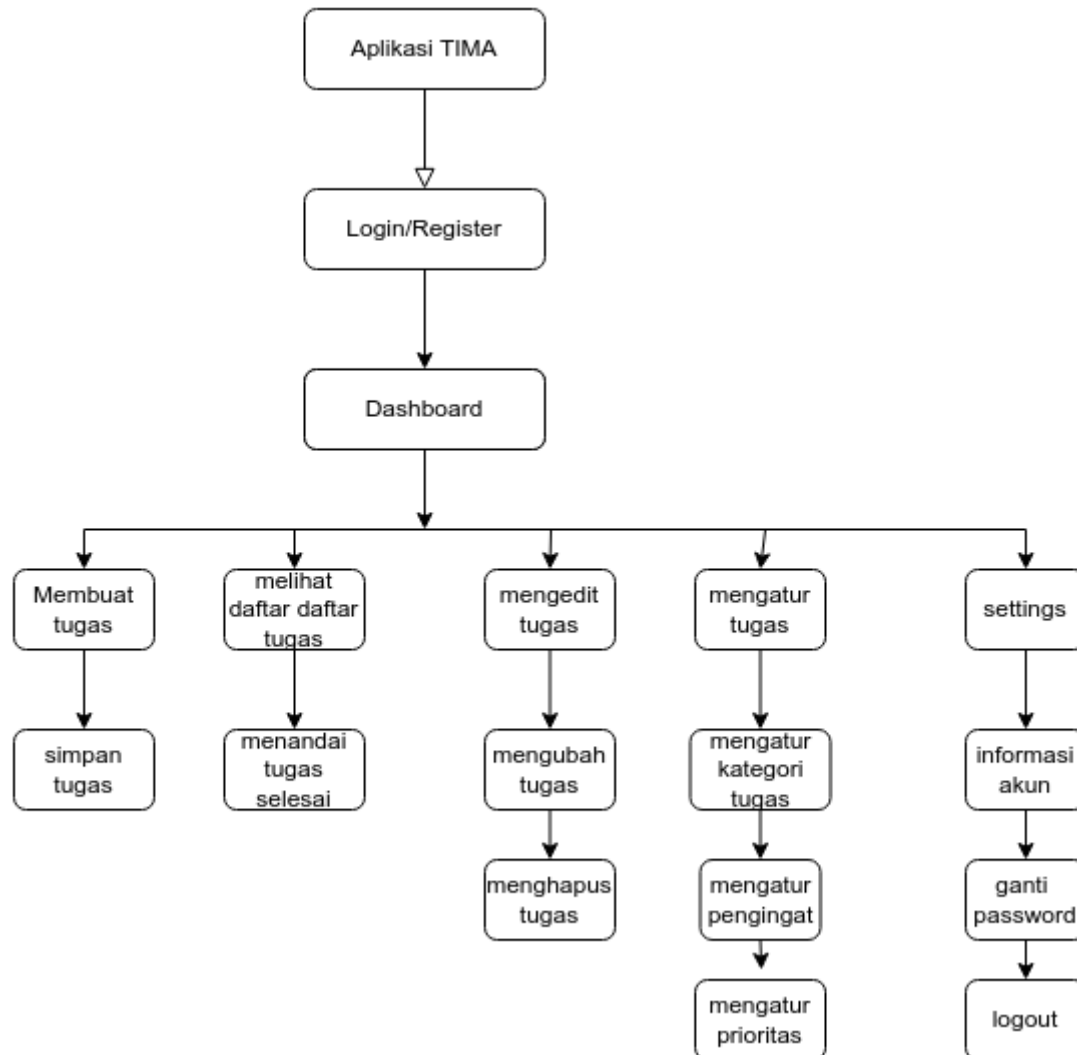 Aplikasi TIMA
Login/Register
Dashboard
Membuat
tugas
melihat
daftar daftar
tugas
mengedit
tugas
mengatur
tugas
settings
simpan
tugas
menandai
tugas
selesai
mengubah
tugas
mengatur
kategori
tugas
informasi
akun
menghapus
tugas
mengatur
pengingat
ganti
password
mengatur
prioritas
logout